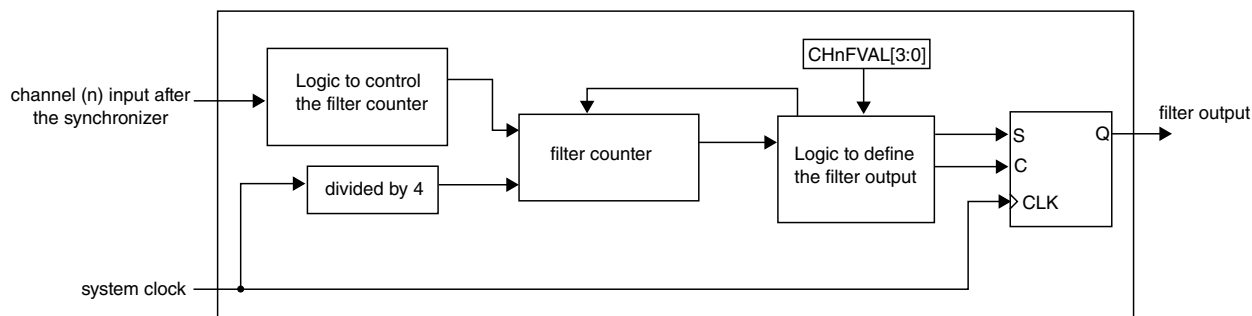 CHnFVAL[3:0]
Logic to control
the filter counter
channel (n) input after
the synchronizer
filter output
S
Q
filter counter
Logic to define
the filter output
C
divided by 4
CLK
system clock